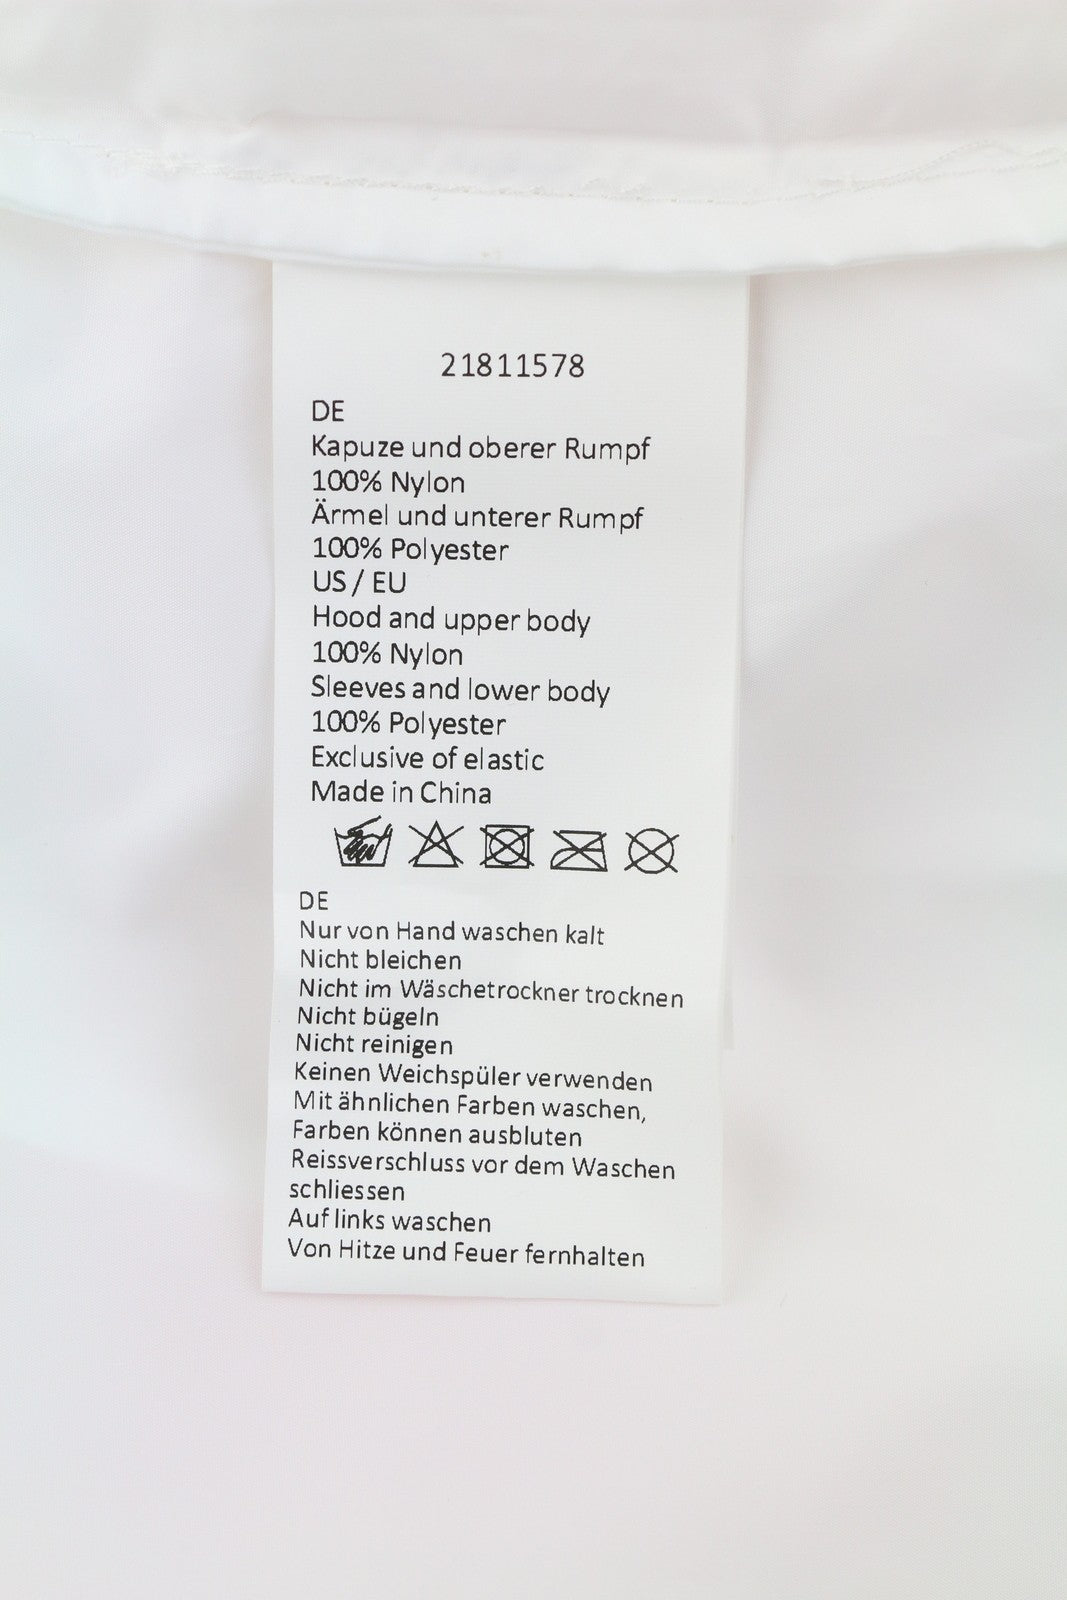 21811578
DE
Kapuze und oberer Rumpf
100% Nylon
Ärmel und unterer Rumpf
100% Polyester
US / EU
Hood and upper body
100% Nylon
Sleeves and lower body
100% Polyester
Exclusive of elastic
Made in China
DE
Nur von Hand waschen kalt
Nicht bleichen
Nicht im Wäschetrockner trocknen
Nicht bügeln
Nicht reinigen
Keinen Weichspüler verwenden
Mit ähnlichen Farben waschen,
Farben können ausbluten
Reissverschluss vor dem Waschen
schliessen
Auf links waschen
Von Hitze und Feuer fernhalten